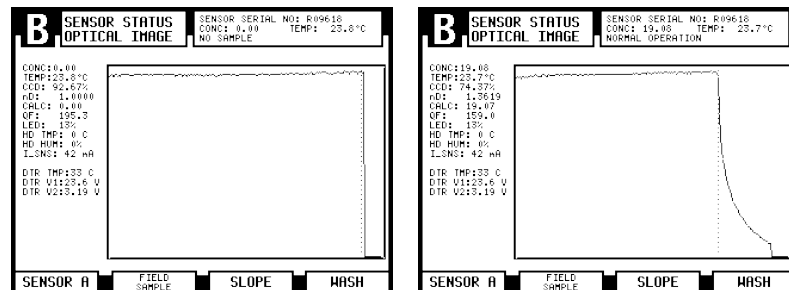 B
SENSOR STATUS
OPTICAL IMAGE
SENSOR SERIAL NO: R09618
CONC: 0.00 TEMP: 23.8°C
NO SAMPLE
CONC:0.00
TEMP:23.8°C
CCD: 92.67%
nD: 1.0000
CALC: 0.00
QF: 195.3
LED: 13%
HD TMP: 0 C
HD HUM: 0%
I_SNS: 42 mA
DTR TMP:33 C
DTR V1:23.6 V
DTR V2:3.19 V
SENSOR A
FIELD
SAMPLE
SLOPE
WASH
B
SENSOR STATUS
OPTICAL IMAGE
SENSOR SERIAL NO: R09618
CONC: 19.08 TEMP: 23.7°C
NORMAL OPERATION
CONC:19.08
TEMP:23.7°C
CCD: 74.37%
nD: 1.3619
CALC: 19.07
QF: 159.0
LED: 13%
HD TMP: 0 C
HD HUM: 0%
I_SNS: 42 mA
DTR TMP:33 C
DTR V1:23.6 V
DTR V2:3.19 V
SENSOR A
FIELD
SAMPLE
SLOPE
WASH